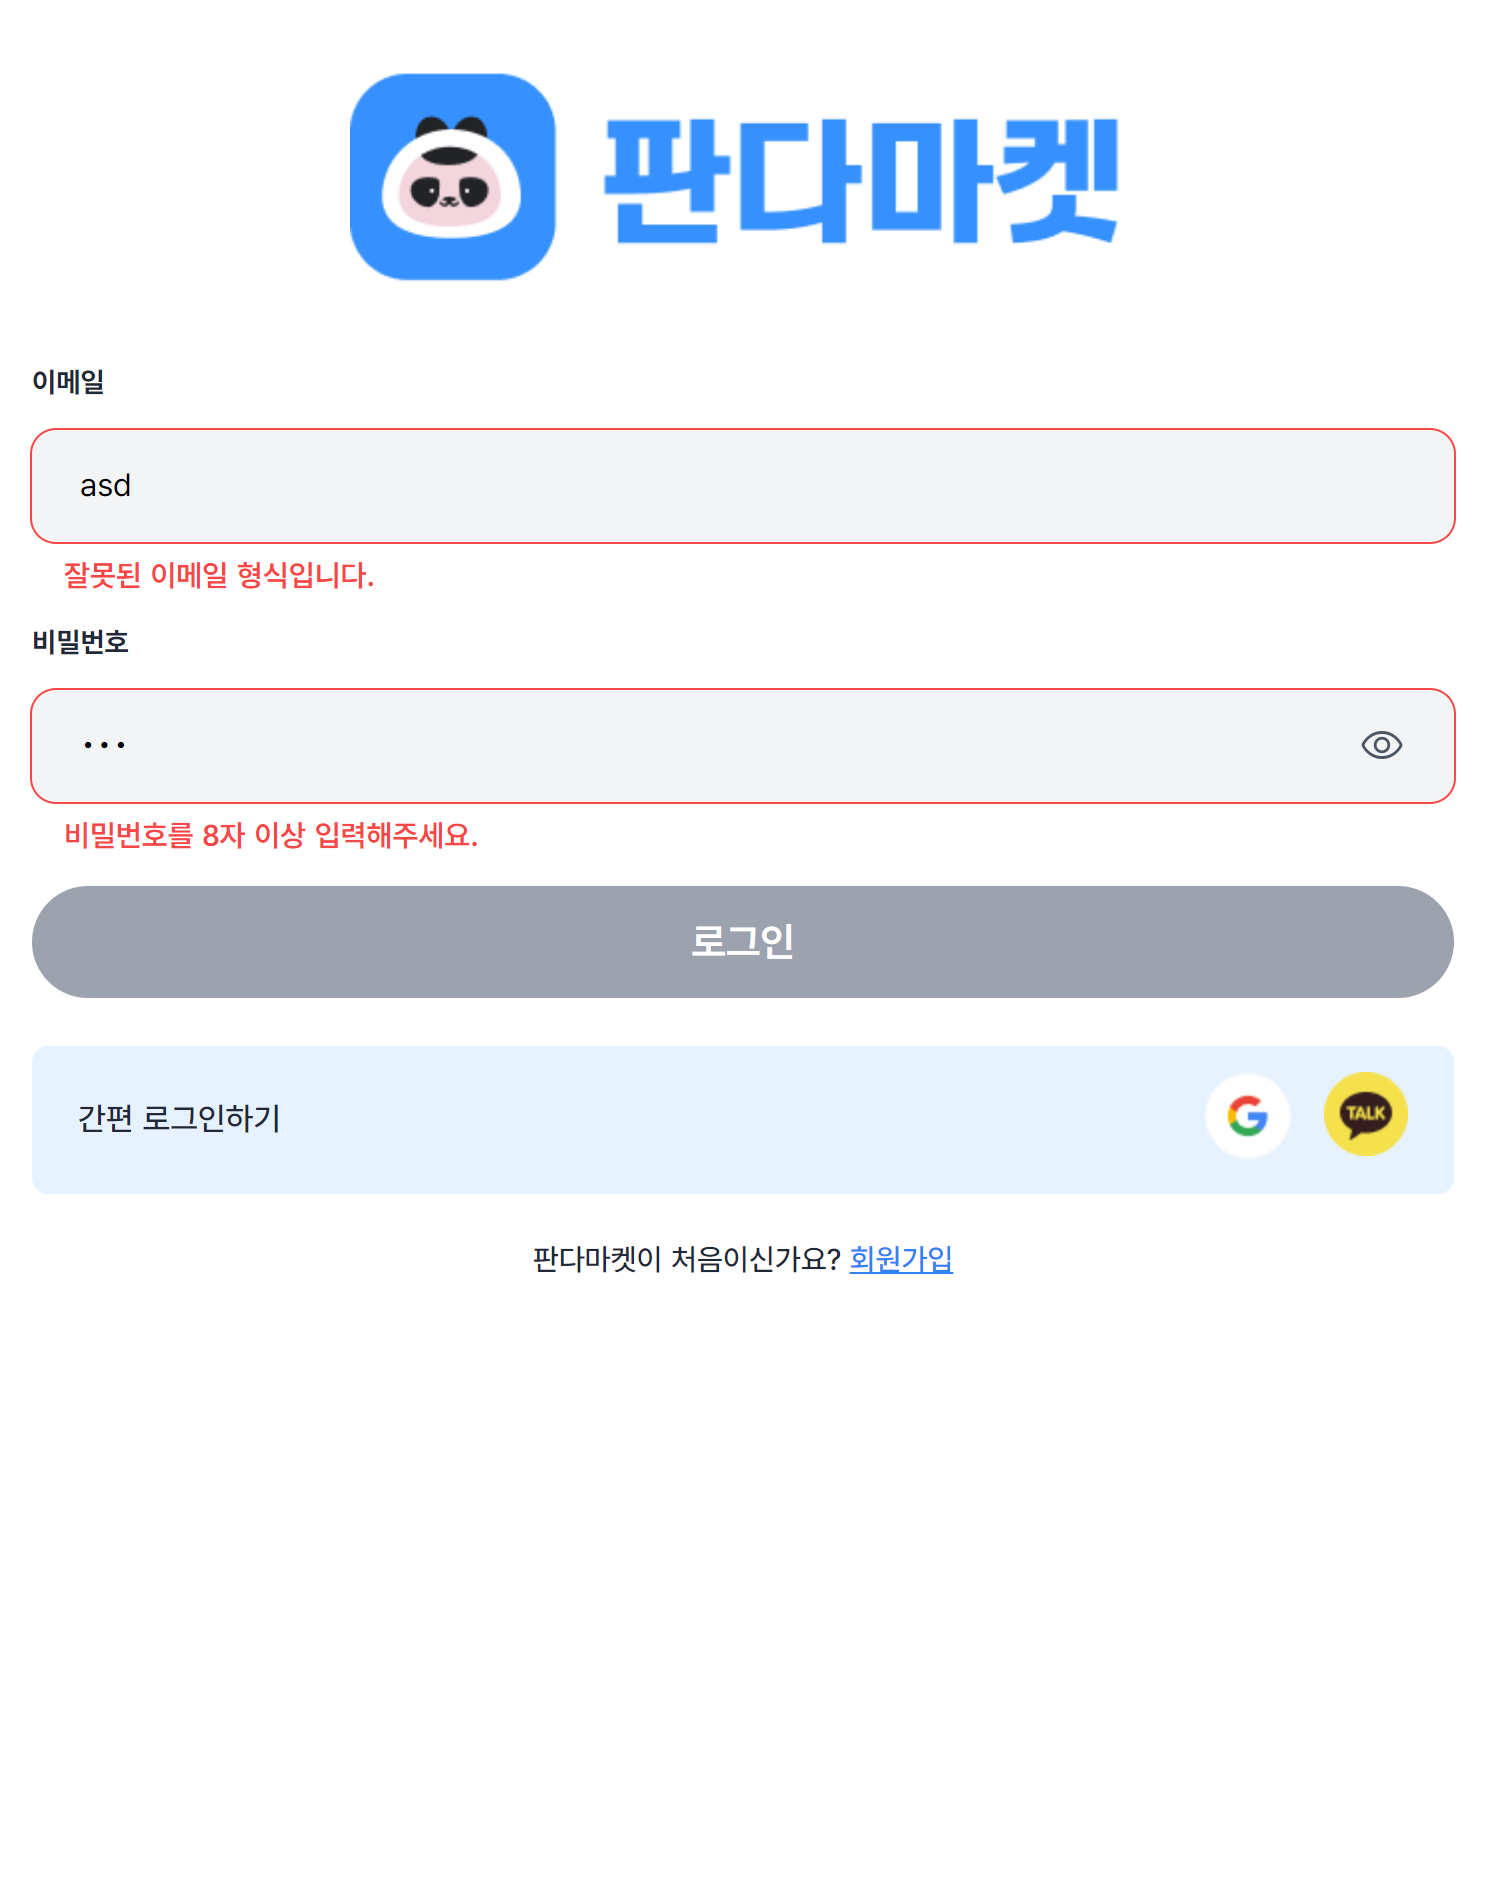 판다마켓
이메일
asd
잘못된 이메일 형식입니다.
비밀번호
•••
비밀번호를 8자 이상 입력해주세요.
로그인
간편 로그인하기
G
TALK
판다마켓이 처음이신가요? 회원가입